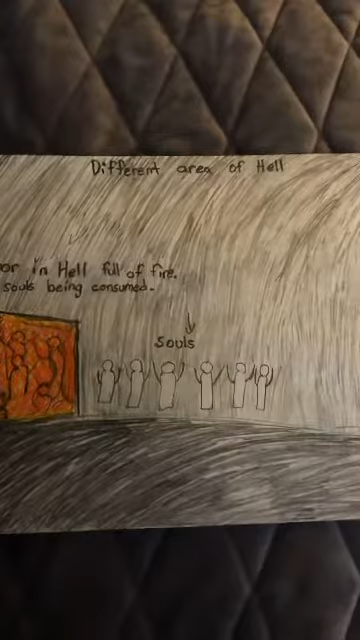 Different area of Hell
or in Hell full of fire.
souls being consumed.
Souls